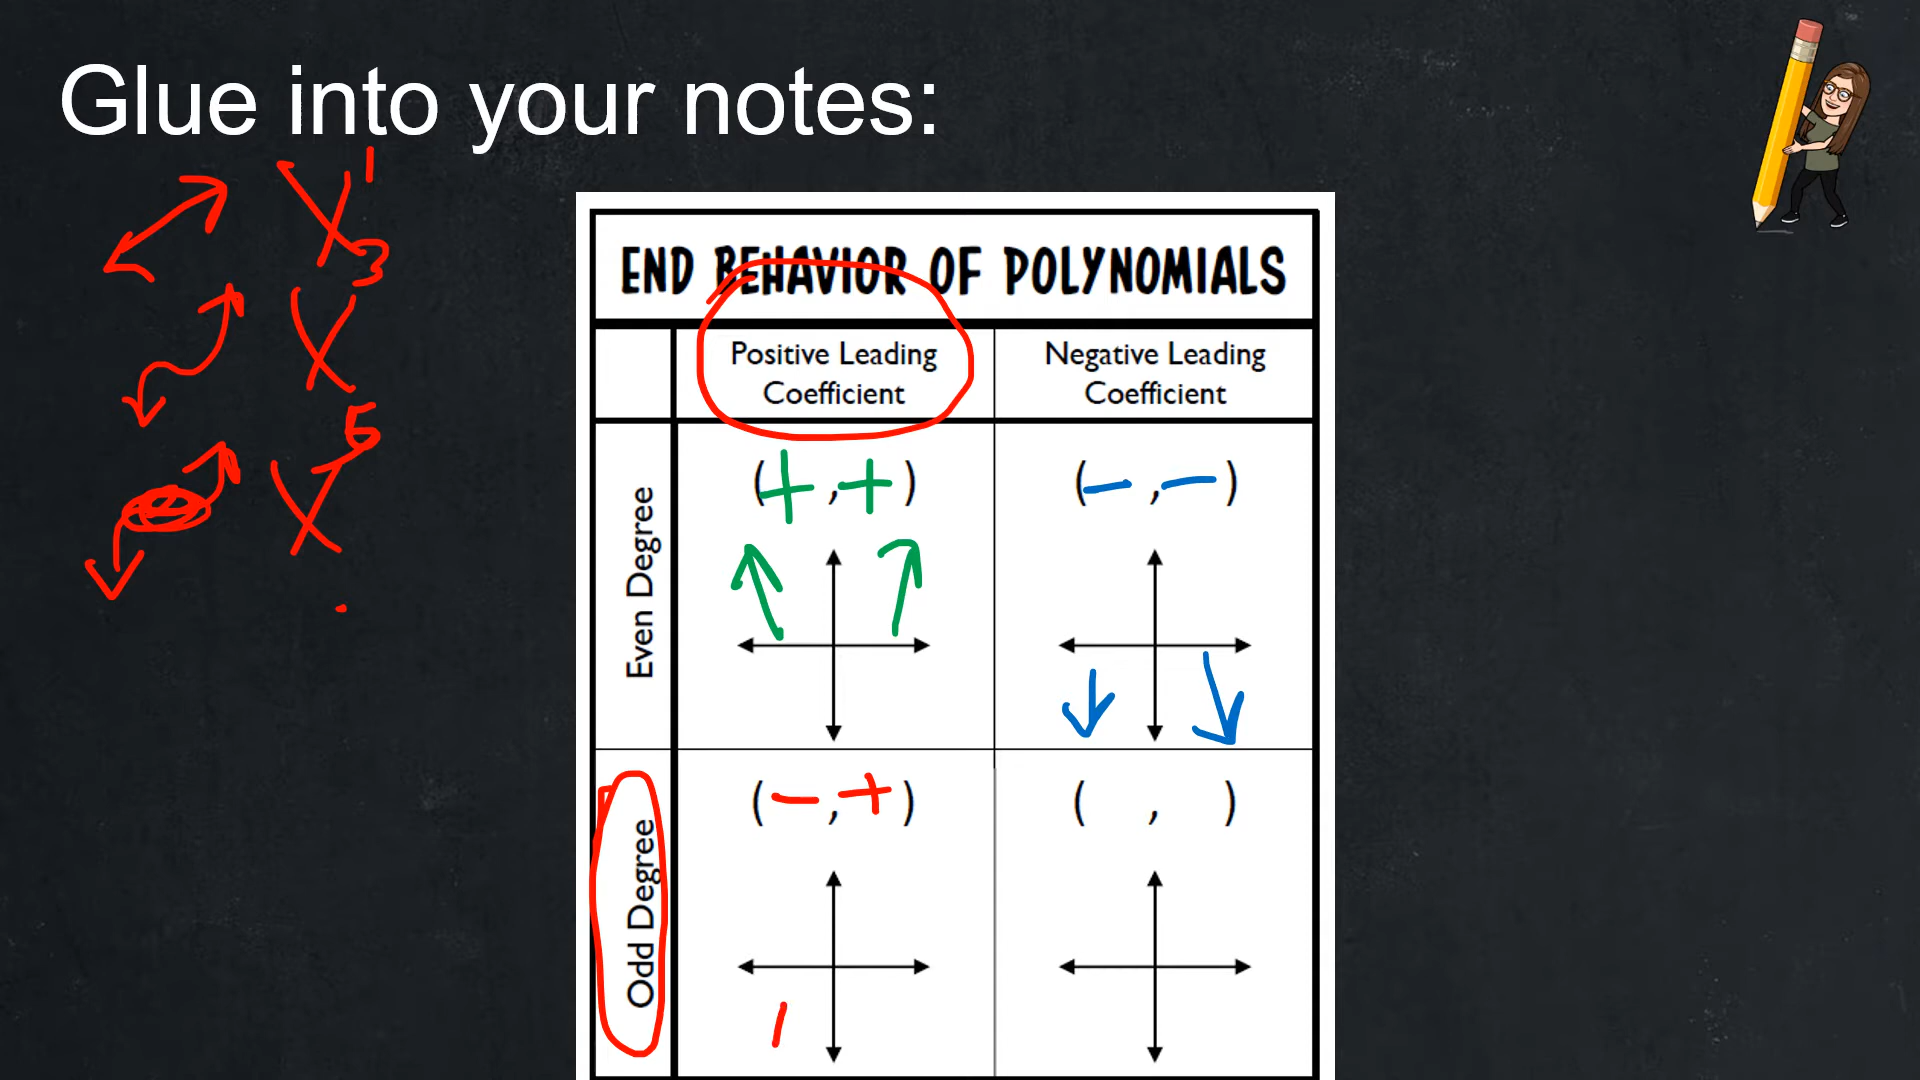 Glue into your notes:
X 1
X 3
X 5
END BEHAVIOR OF POLYNOMIALS
Positive Leading
Coefficient
Negative Leading
Coefficient
Even Degree
(+,+)
(−,−)
Odd Degree
(−,+)
( , )